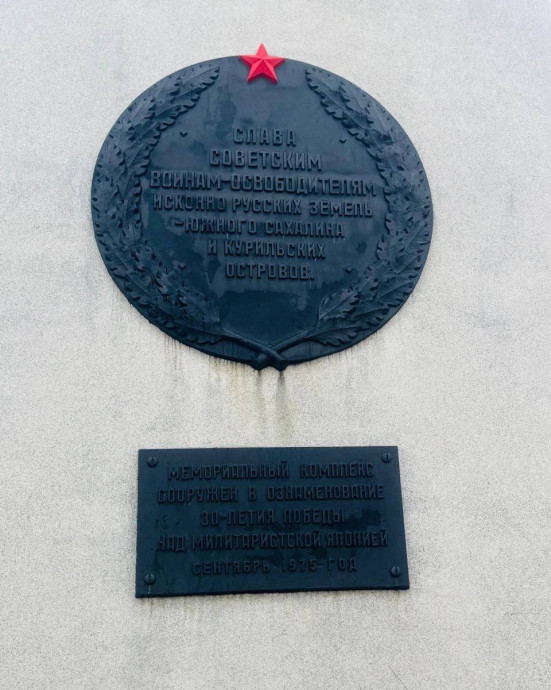 СЛАВА
СОВЕТСКИМ
ВОИНАМ-ОСВОБОДИТЕЛЯМ
ИСКОННО РУССКИХ ЗЕМЕЛЬ
-ЮЖНОГО САХАЛИНА
И КУРИЛЬСКИХ
ОСТРОВОВ.
МЕМОРИАЛЬНЫЙ КОМПЛЕКС
СООРУЖЕН В ОЗНАМЕНОВАНИЕ
30-ЛЕТИЯ ПОБЕДЫ
НАД МИЛИТАРИСТСКОЙ ЯПОНИЕЙ
СЕНТЯБРЬ 1975-ГОД